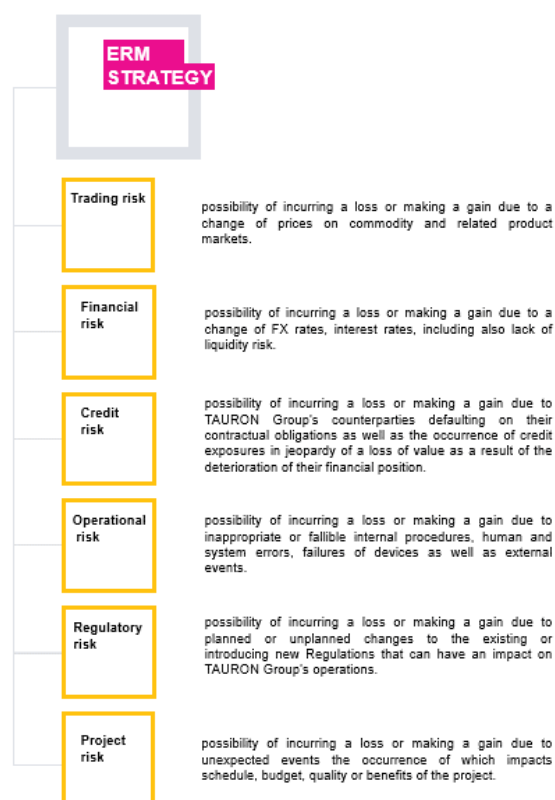 ERM
STRATEGY
Trading risk
possibility of incurring a loss or making a gain due to a
change of prices on commodity and related product
markets.
Financial
risk
possibility of incurring a loss or making a gain due to a
change of FX rates, interest rates, including also lack of
liquidity risk.
Credit
risk
possibility of incurring a loss or making a gain due to
TAURON Group's counterparties defaulting on their
contractual obligations as well as the occurrence of credit
exposures in jeopardy of a loss of value as a result of the
deterioration of their financial position.
Operational
risk
possibility of incurring a loss or making a gain due to
inappropriate or fallible internal procedures, human and
system errors, failures of devices as well as external
events.
Regulatory
risk
possibility of incurring a loss or making a gain due to
planned or unplanned changes to the existing or
introducing new Regulations that can have an impact on
TAURON Group's operations.
Project
risk
possibility of incurring a loss or making a gain due to
unexpected events the occurrence of which impacts
schedule, budget, quality or benefits of the project.